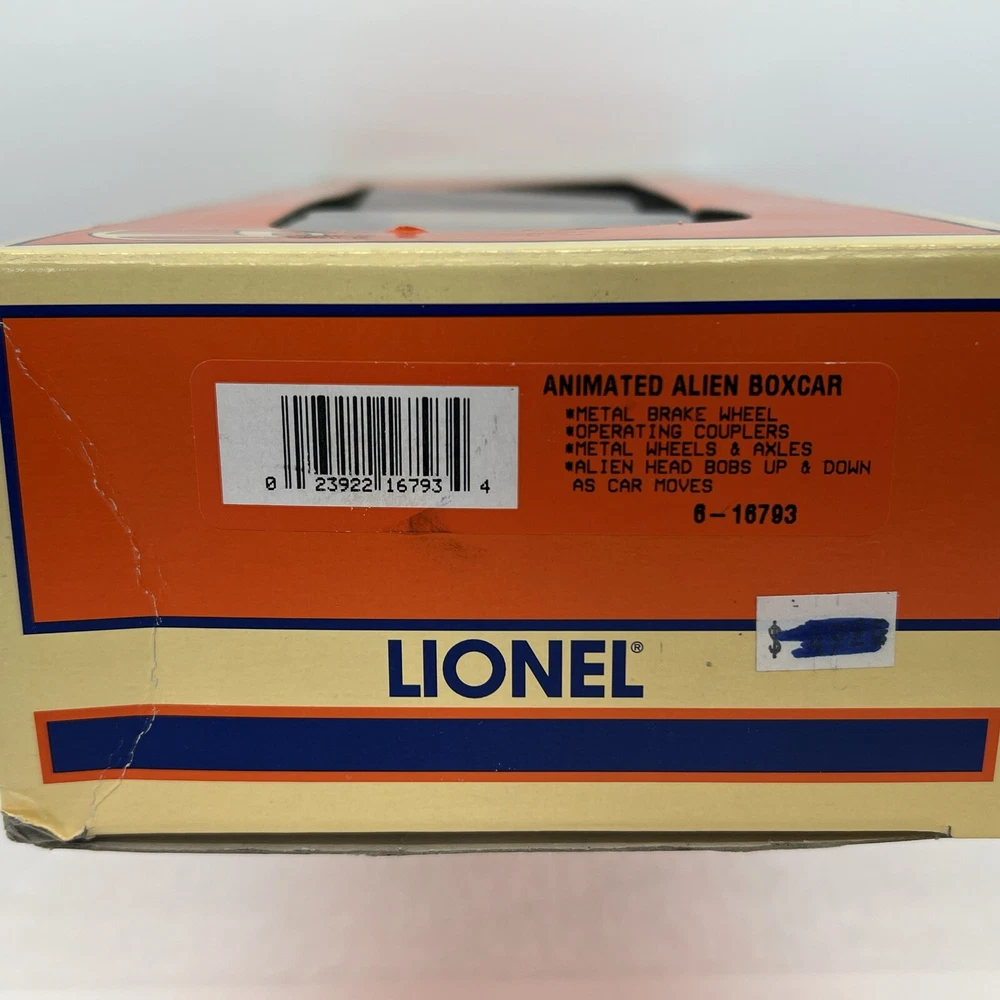 ANIMATED ALIEN BOXCAR
*METAL BRAKE WHEEL
*OPERATING COUPLERS
*METAL WHEELS & AXLES
*ALIEN HEAD BOBS UP & DOWN
AS CAR MOVES
6-16793
0 23922 16793 4
LIONEL®
$